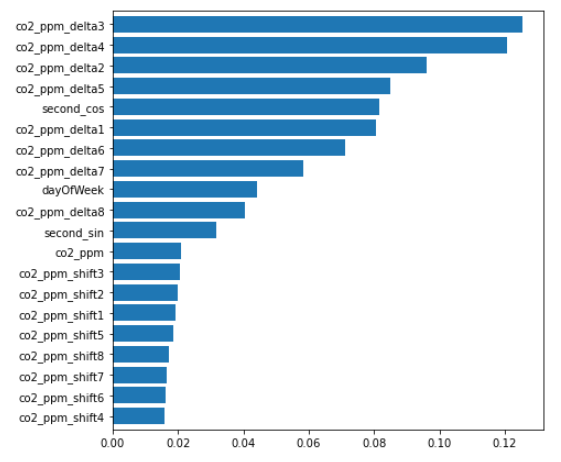 co2_ppm_delta3
co2_ppm_delta4
co2_ppm_delta2
co2_ppm_delta5
second_cos
co2_ppm_delta1
co2_ppm_delta6
co2_ppm_delta7
dayOfWeek
co2_ppm_delta8
second_sin
co2_ppm
co2_ppm_shift3
co2_ppm_shift2
co2_ppm_shift1
co2_ppm_shift5
co2_ppm_shift8
co2_ppm_shift7
co2_ppm_shift6
co2_ppm_shift4
0.00 0.02 0.04 0.06 0.08 0.10 0.12